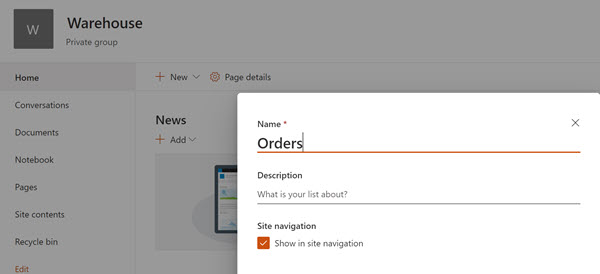 W
Warehouse
Private group
Home
Conversations
Documents
Notebook
Pages
Site contents
Recycle bin
Edit
+ New
Page details
News
+ Add
Name *
Orders
Description
What is your list about?
Site navigation
Show in site navigation